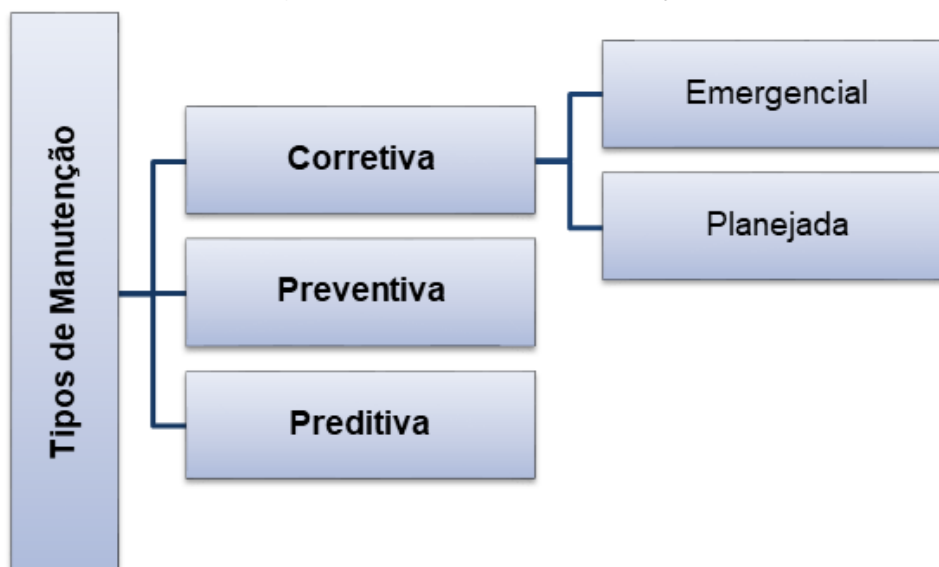 Tipos de Manutenção
Corretiva
Emergencial
Planejada
Preventiva
Preditiva